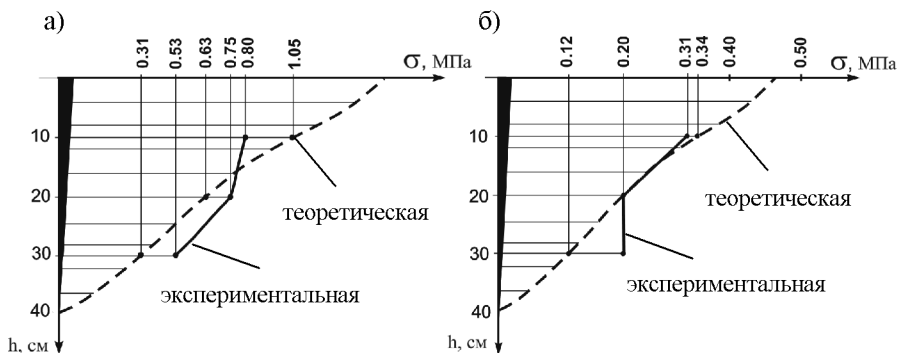 а)
0.31 0.53 0.63 0.75 0.80 1.05
σ, МПа
10
20
30
40
h, см
теоретическая
экспериментальная
б)
0.12 0.20 0.31 0.34 0.40 0.50
σ, МПа
10
20
30
40
h, см
теоретическая
экспериментальная